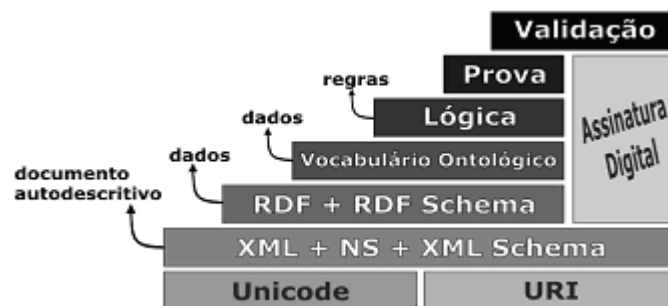 Validação
Prova
regras
Lógica
Assinatura
Digital
dados
Vocabulário Ontológico
dados
RDF + RDF Schema
documento
autodescritivo
XML + NS + XML Schema
Unicode
URI